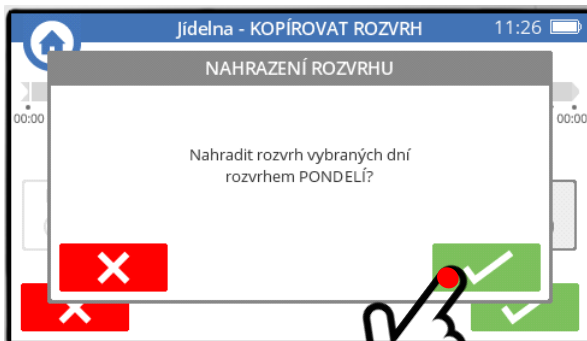 Jídelna - KOPÍROVAT ROZVRH 11:26
NAHRAZENÍ ROZVRHU
00:00 00:00
Nahradit rozvrh vybraných dní
rozvrhem PONDELÍ?